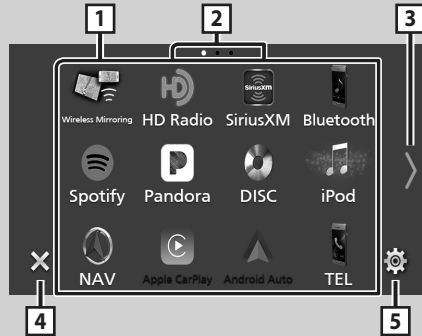 1 2 3
SiriusXM
Wireless Mirroring HD Radio SiriusXM Bluetooth
Spotify Pandora DISC iPod
NAV Apple CarPlay Android Auto TEL
4 5